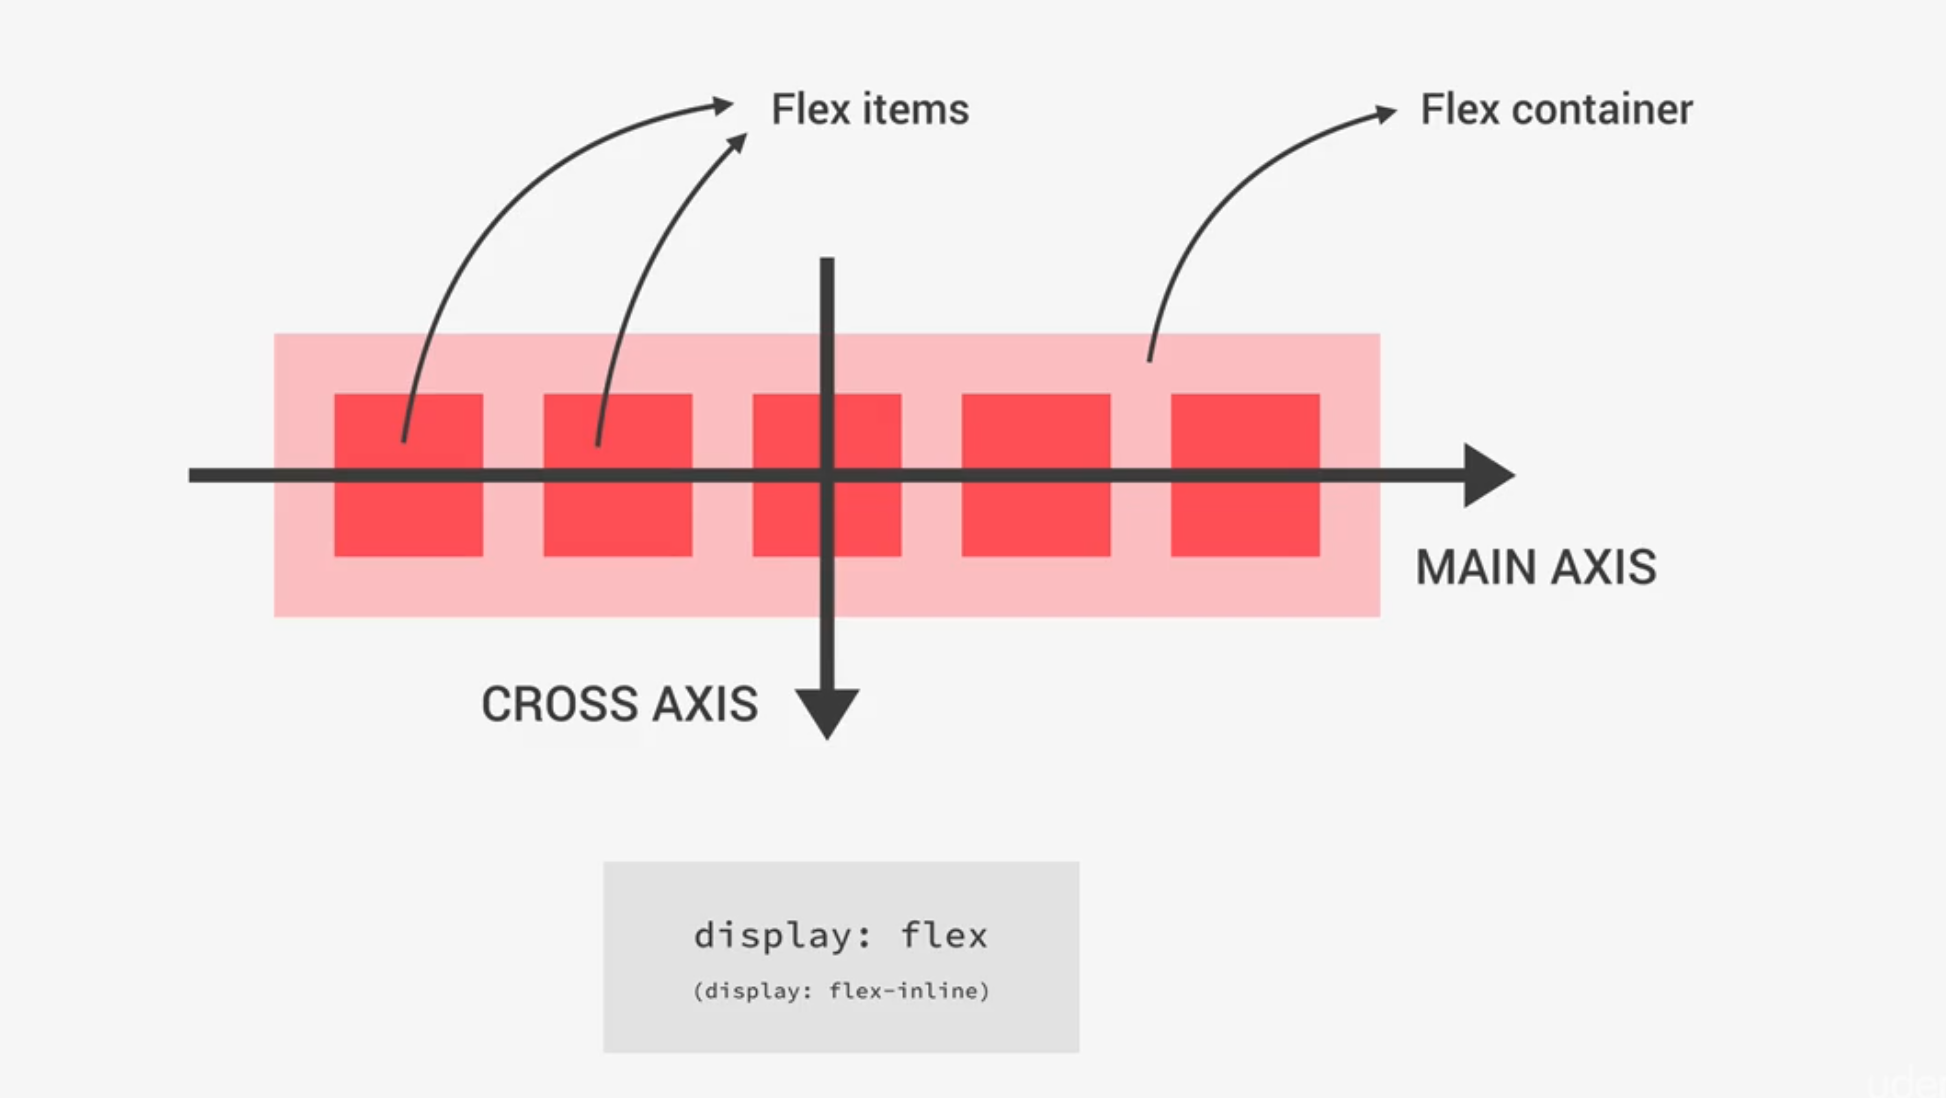 Flex items
Flex container
MAIN AXIS
CROSS AXIS
display: flex
(display: flex-inline)